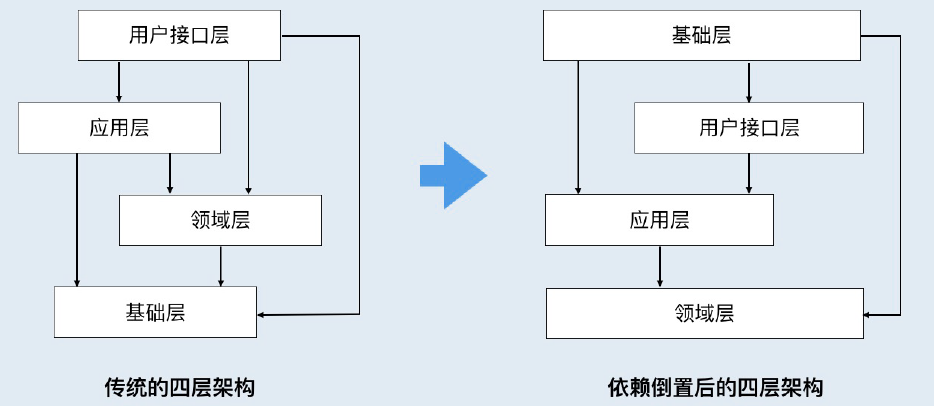 用户接口层
应用层
领域层
基础层
传统的四层架构
基础层
用户接口层
应用层
领域层
依赖倒置后的四层架构